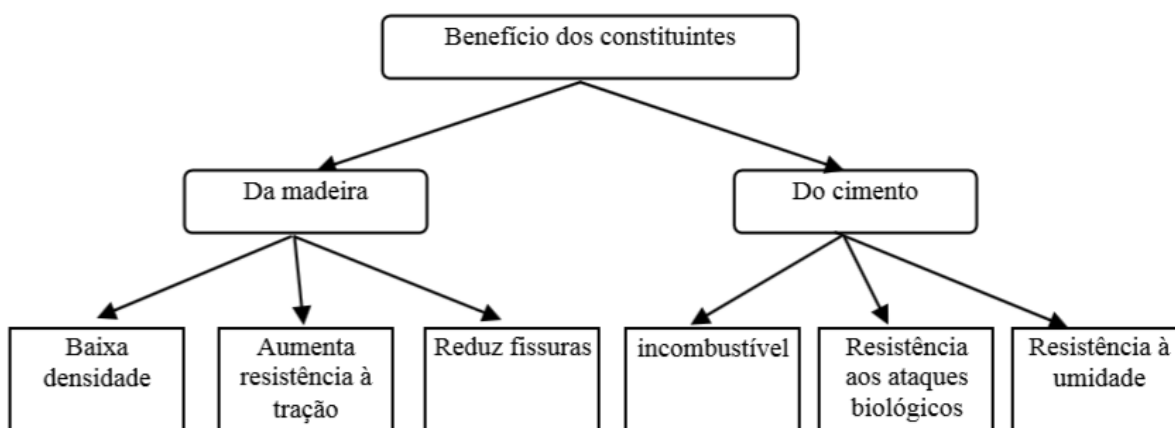 Benefício dos constituintes
Da madeira
Do cimento
Baixa
densidade
Aumenta
resistência à
tração
Reduz fissuras
incombustível
Resistência
aos ataques
biológicos
Resistência à
umidade